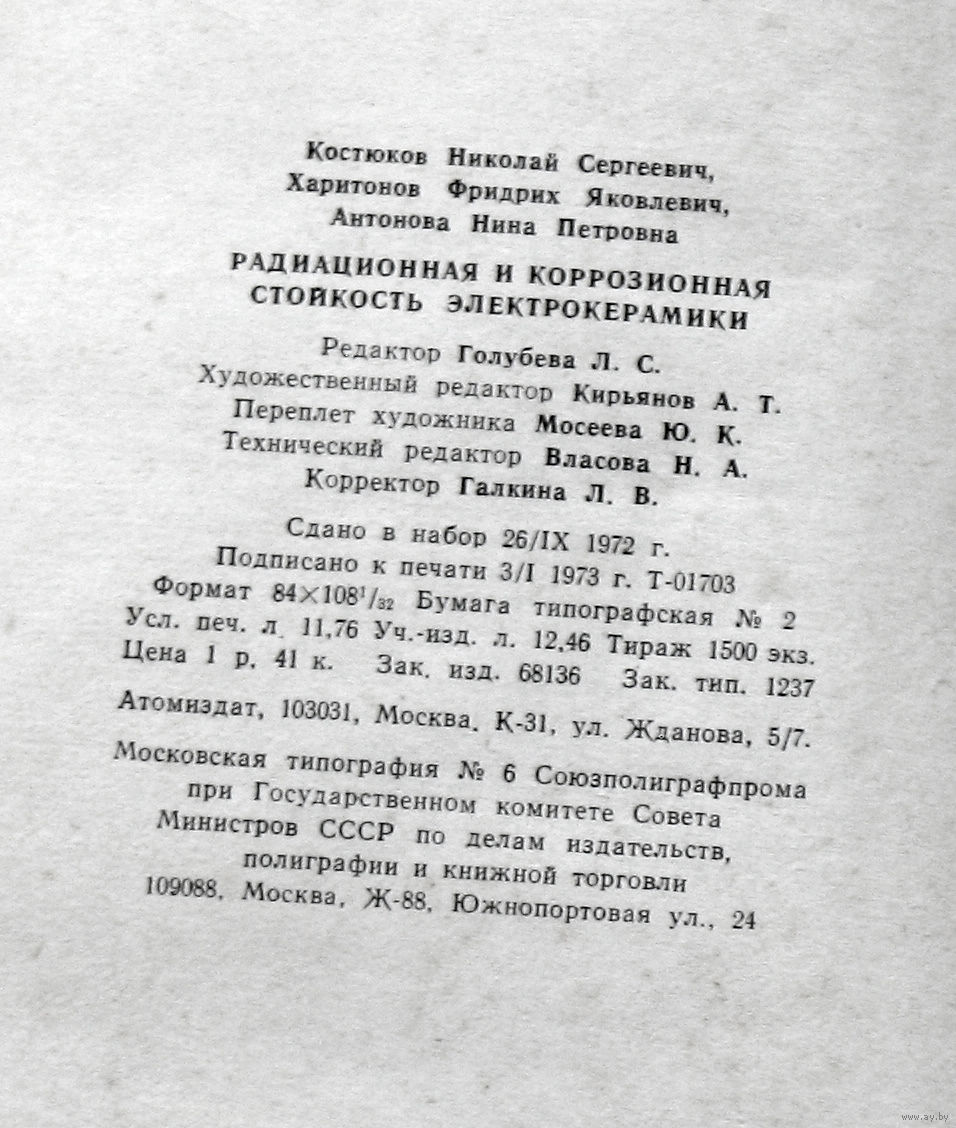 Костюков Николай Сергеевич,
Харитонов Фридрих Яковлевич,
Антонова Нина Петровна
РАДИАЦИОННАЯ И КОРРОЗИОННАЯ
СТОЙКОСТЬ ЭЛЕКТРОКЕРАМИКИ
Редактор Голубева Л. С.
Художественный редактор Кирьянов А. Т.
Переплет художника Мосеева Ю. К.
Технический редактор Власова Н. А.
Корректор Галкина Л. В.
Сдано в набор 26/IX 1972 г.
Подписано к печати 3/I 1973 г. Т-01703
Формат 84×108¹/₃₂ Бумага типографская № 2
Усл. печ. л. 11,76 Уч.-изд. л. 12,46 Тираж 1500 экз.
Цена 1 р. 41 к. Зак. изд. 68136 Зак. тип. 1237
Атомиздат, 103031, Москва. К-31, ул. Жданова, 5/7.
Московская типография № 6 Союзполиграфпрома
при Государственном комитете Совета
Министров СССР по делам издательств,
полиграфии и книжной торговли
109088, Москва, Ж-88, Южнопортовая ул., 24
www.ay.by